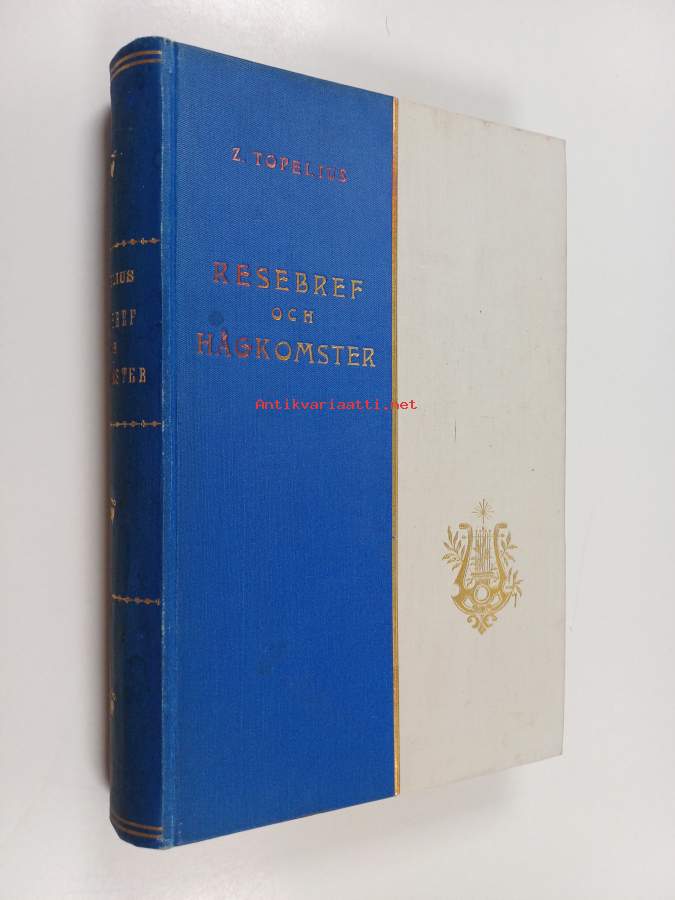 Z. TOPELIUS
RESEBREF
OCH
HÅGKOMSTER
Antikvariaatti.net